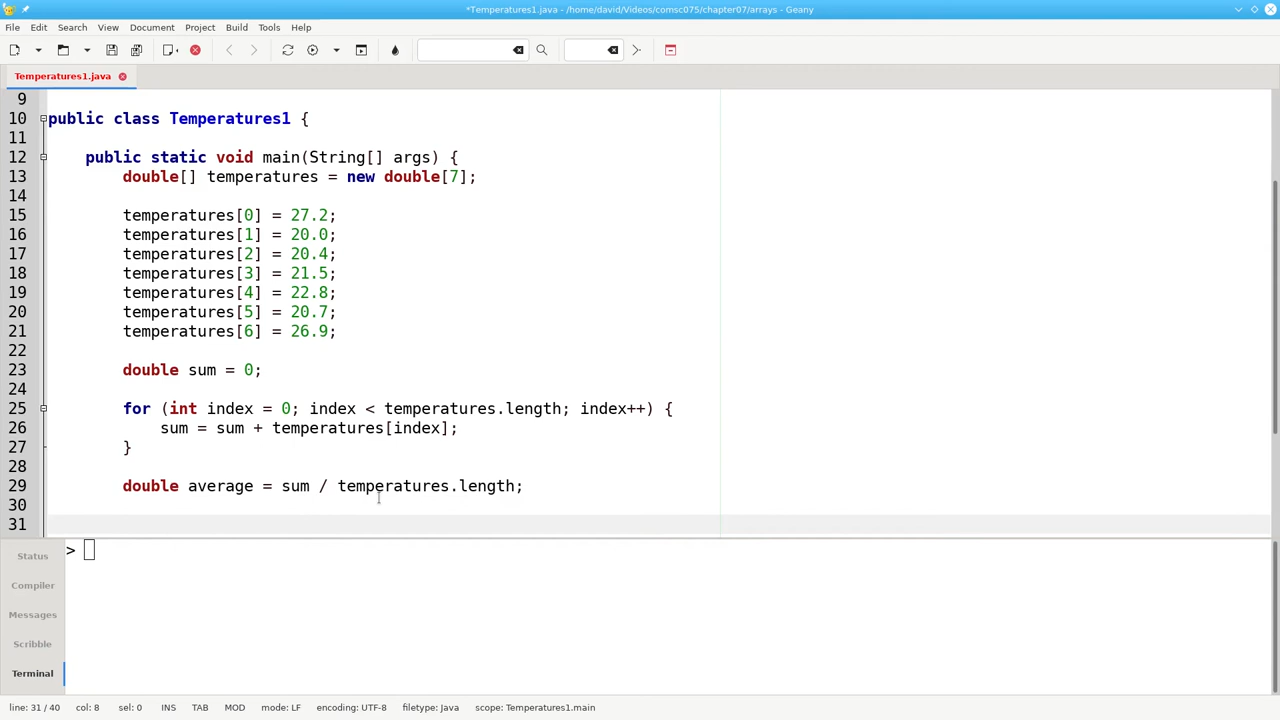 *Temperatures1.java - /home/david/Videos/comsc075/chapter07/arrays - Geany
File Edit Search View Document Project Build Tools Help
Temperatures1.java
9
10 public class Temperatures1 {
11
12 public static void main(String[] args) {
13 double[] temperatures = new double[7];
14
15 temperatures[0] = 27.2;
16 temperatures[1] = 20.0;
17 temperatures[2] = 20.4;
18 temperatures[3] = 21.5;
19 temperatures[4] = 22.8;
20 temperatures[5] = 20.7;
21 temperatures[6] = 26.9;
22
23 double sum = 0;
24
25 for (int index = 0; index < temperatures.length; index++) {
26 sum = sum + temperatures[index];
27 }
28
29 double average = sum / temperatures.length;
30
31
>
Status
Compiler
Messages
Scribble
Terminal
line: 31 / 40 col: 8 sel: 0 INS TAB MOD mode: LF encoding: UTF-8 filetype: Java scope: Temperatures1.main